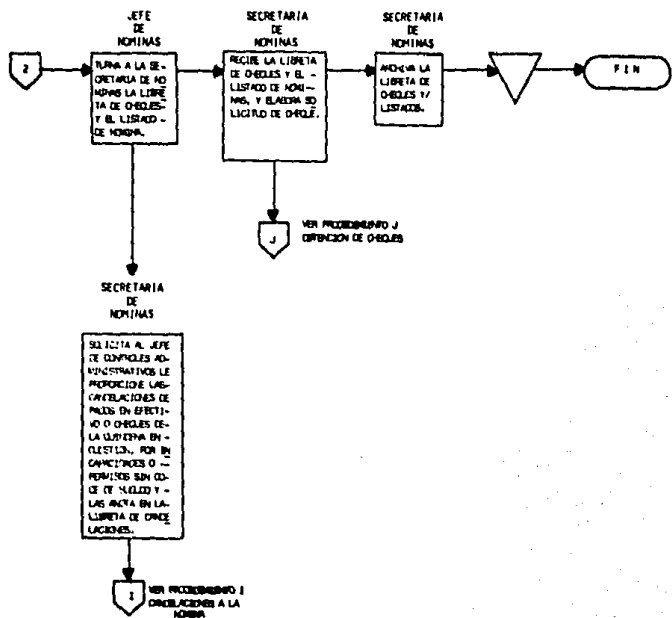 JEFE
DE
NOMINAS
SECRETARIA
DE
NOMINAS
SECRETARIA
DE
NOMINAS
2
TURNA A LA SE-
CRETARIA DE NO
MINAS LA LIBRE
TA DE CHEQUES-
Y EL LISTADO -
DE NOMINA.
RECIBE LA LIBRETA
DE CHEQUES Y EL -
LISTADO DE NOMI-
NAS, Y ELABORA SO
LICITUD DE CHEQUE.
ARCHIVA LA
LIBRETA DE
CHEQUES Y/
LISTADOS.
F I N
J
VER PROCEDIMIENTO J
OBTENCION DE CHEQUES
SECRETARIA
DE
NOMINAS
SOLICITA AL JEFE
DE CONTROLES AD-
MINISTRATIVOS LE
PROPORCIONE LAS-
CANCELACIONES DE
PAGOS EN EFECTI-
VO O CHEQUES DE-
LA QUINCENA EN -
CUESTION, POR IN
CAPACIDADES O -
PERMISOS SIN GO-
CE DE SUELDO Y -
LAS ANOTA EN LA-
LIBRETA DE CANCE
LACIONES.
I
VER PROCEDIMIENTO I
CANCELACIONES A LA
NOMINA